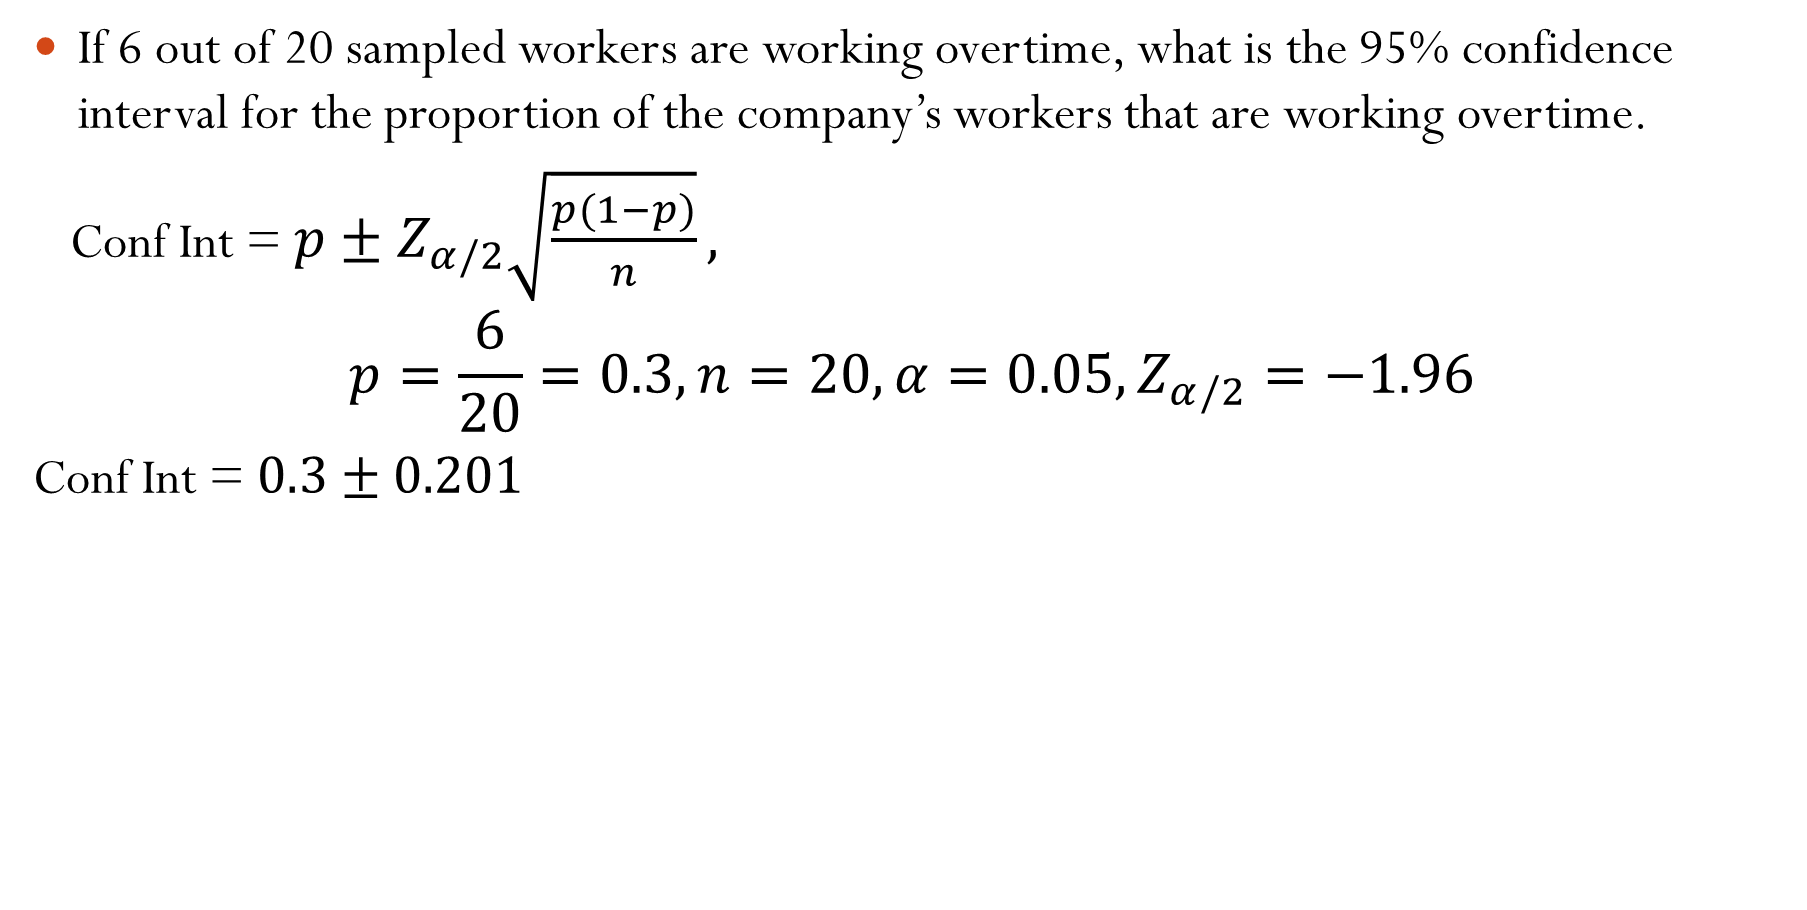 • If 6 out of 20 sampled workers are working overtime, what is the 95% confidence
interval for the proportion of the company’s workers that are working overtime.
Conf Int = p ± Z_{α/2} √(p(1−p)/n) ,
p = 6/20 = 0.3, n = 20, α = 0.05, Z_{α/2} = −1.96
Conf Int = 0.3 ± 0.201